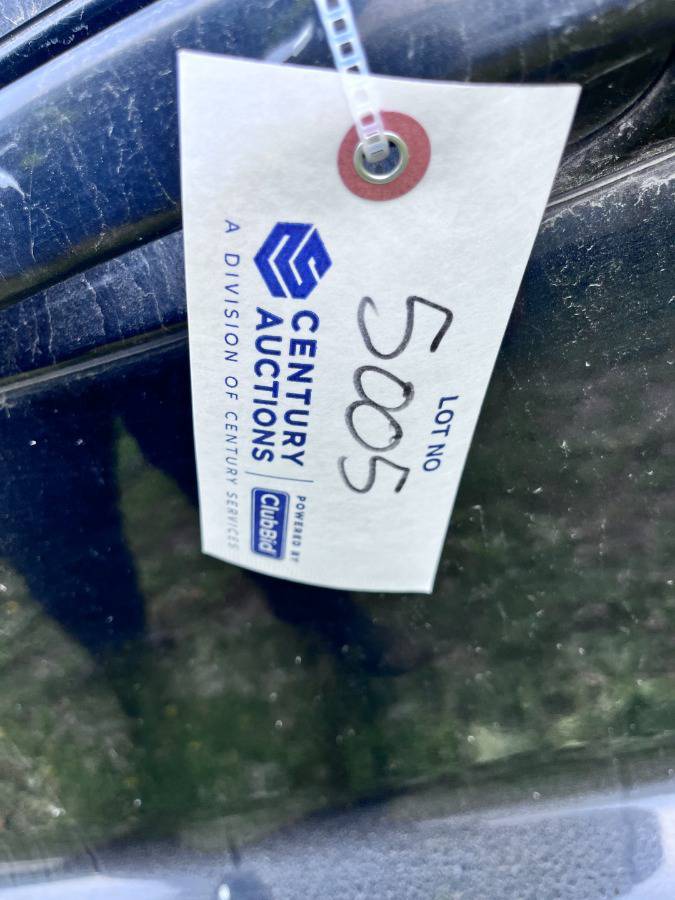 LOT NO
5005
CENTURY
AUCTIONS
POWERED BY
ClubBid
A DIVISION OF CENTURY SERVICES